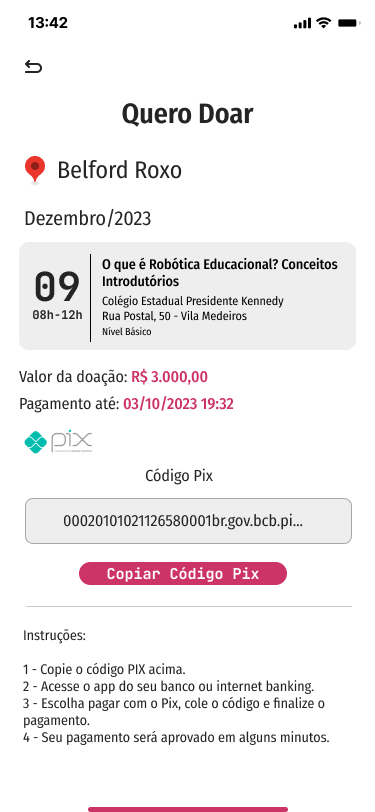 13:42
Quero Doar
Belford Roxo
Dezembro/2023
09
08h-12h
O que é Robótica Educacional? Conceitos
Introdutórios
Colégio Estadual Presidente Kennedy
Rua Postal, 50 - Vila Medeiros
Nível Básico
Valor da doação: R$ 3.000,00
Pagamento até: 03/10/2023 19:32
pix
Código Pix
00020101021126580001br.gov.bcb.pi...
Copiar Código Pix
Instruções:
1 - Copie o código PIX acima.
2 - Acesse o app do seu banco ou internet banking.
3 - Escolha pagar com o Pix, cole o código e finalize o
pagamento.
4 - Seu pagamento será aprovado em alguns minutos.